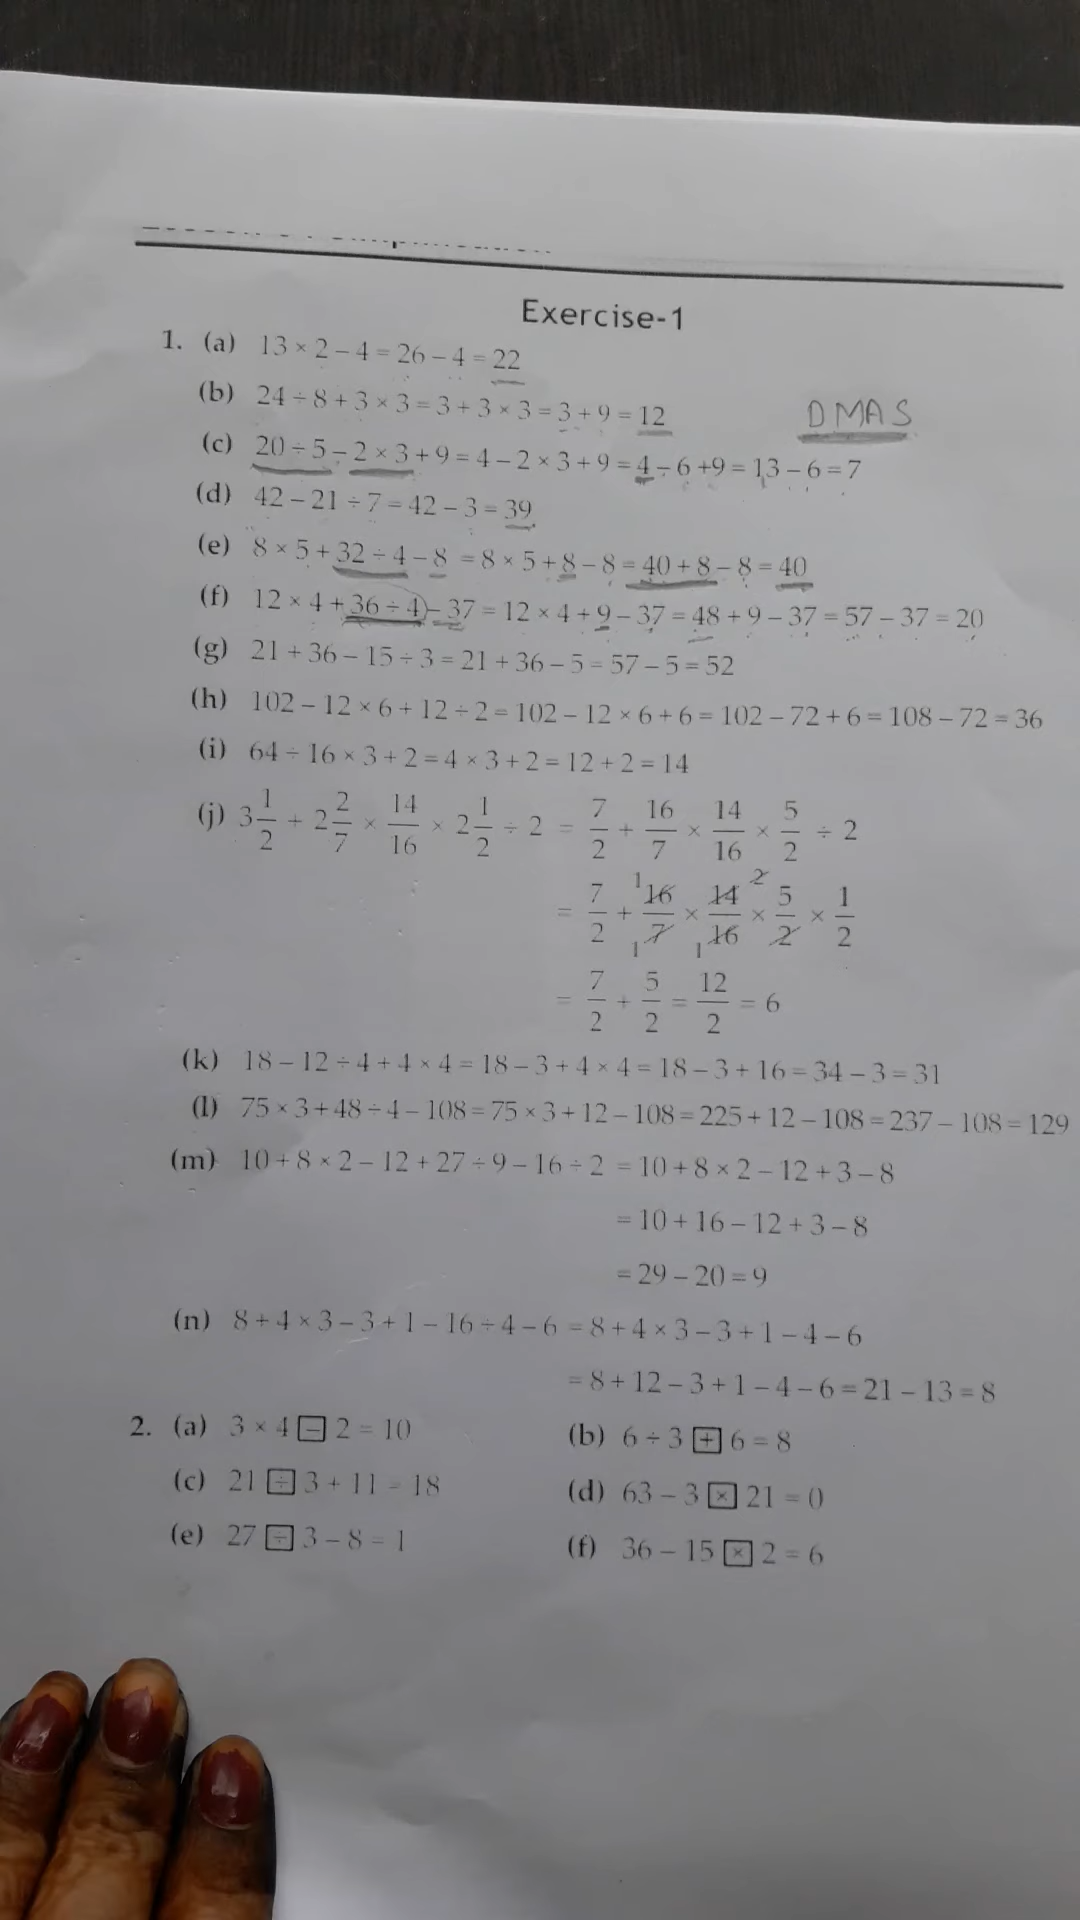 Exercise-1
1. (a) 13 × 2 – 4 = 26 – 4 = 22
(b) 24 ÷ 8 + 3 × 3 = 3 + 3 × 3 = 3 + 9 = 12
DMAS
(c) 20 ÷ 5 – 2 × 3 + 9 = 4 – 2 × 3 + 9 = 4 – 6 + 9 = 13 – 6 = 7
(d) 42 – 21 ÷ 7 = 42 – 3 = 39
(e) 8 × 5 + 32 ÷ 4 – 8 = 8 × 5 + 8 – 8 = 40 + 8 – 8 = 40
(f) 12 × 4 + 36 ÷ 4 – 37 = 12 × 4 + 9 – 37 = 48 + 9 – 37 = 57 – 37 = 20
(g) 21 + 36 – 15 ÷ 3 = 21 + 36 – 5 = 57 – 5 = 52
(h) 102 – 12 × 6 + 12 ÷ 2 = 102 – 12 × 6 + 6 = 102 – 72 + 6 = 108 – 72 = 36
(i) 64 ÷ 16 × 3 + 2 = 4 × 3 + 2 = 12 + 2 = 14
(j) 3 1/2 + 2 2/7 × 14/16 × 2 1/2 ÷ 2 = 7/2 + 16/7 × 14/16 × 5/2 ÷ 2
= 7/2 + 1 16/7 1 × 14/16 1 2 × 5/2 × 1/2
= 7/2 + 5/2 = 12/2 = 6
(k) 18 – 12 ÷ 4 + 4 × 4 = 18 – 3 + 4 × 4 = 18 – 3 + 16 = 34 – 3 = 31
(l) 75 × 3 + 48 ÷ 4 – 108 = 75 × 3 + 12 – 108 = 225 + 12 – 108 = 237 – 108 = 129
(m) 10 + 8 × 2 – 12 + 27 ÷ 9 – 16 ÷ 2 = 10 + 8 × 2 – 12 + 3 – 8
= 10 + 16 – 12 + 3 – 8
= 29 – 20 = 9
(n) 8 + 4 × 3 – 3 + 1 – 16 ÷ 4 – 6 = 8 + 4 × 3 – 3 + 1 – 4 – 6
= 8 + 12 – 3 + 1 – 4 – 6 = 21 – 13 = 8
2. (a) 3 × 4 – 2 = 10 (b) 6 ÷ 3 + 6 = 8
(c) 21 ÷ 3 + 11 = 18 (d) 63 – 3 × 21 = 0
(e) 27 ÷ 3 – 8 = 1 (f) 36 – 15 × 2 = 6